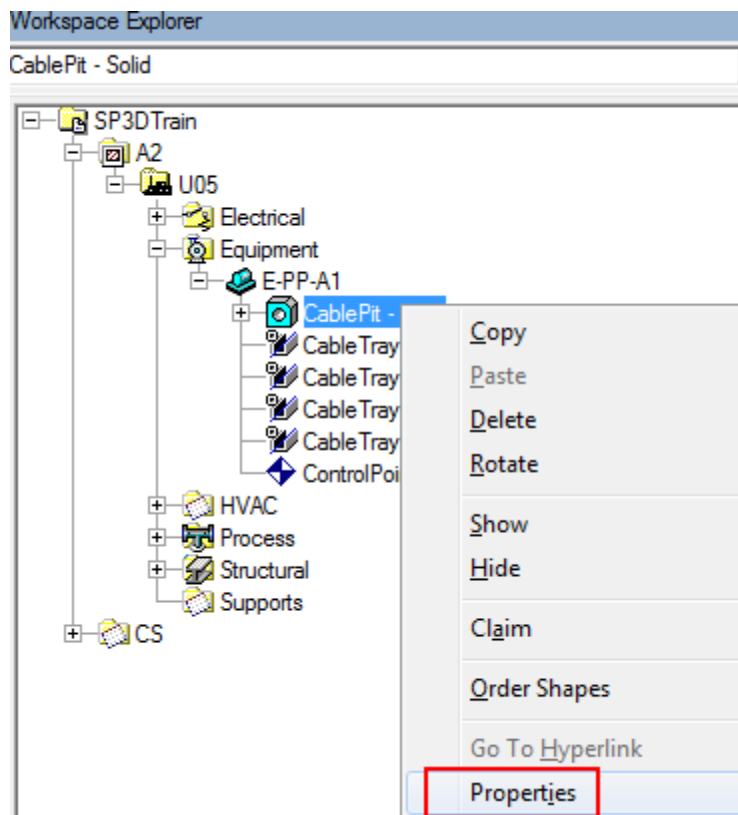 Workspace Explorer
CablePit - Solid
SP3DTrain
A2
U05
Electrical
Equipment
E-PP-A1
CablePit -
CableTray
CableTray
CableTray
CableTray
ControlPoi
HVAC
Process
Structural
Supports
CS
Copy
Paste
Delete
Rotate
Show
Hide
Claim
Order Shapes
Go To Hyperlink
Properties